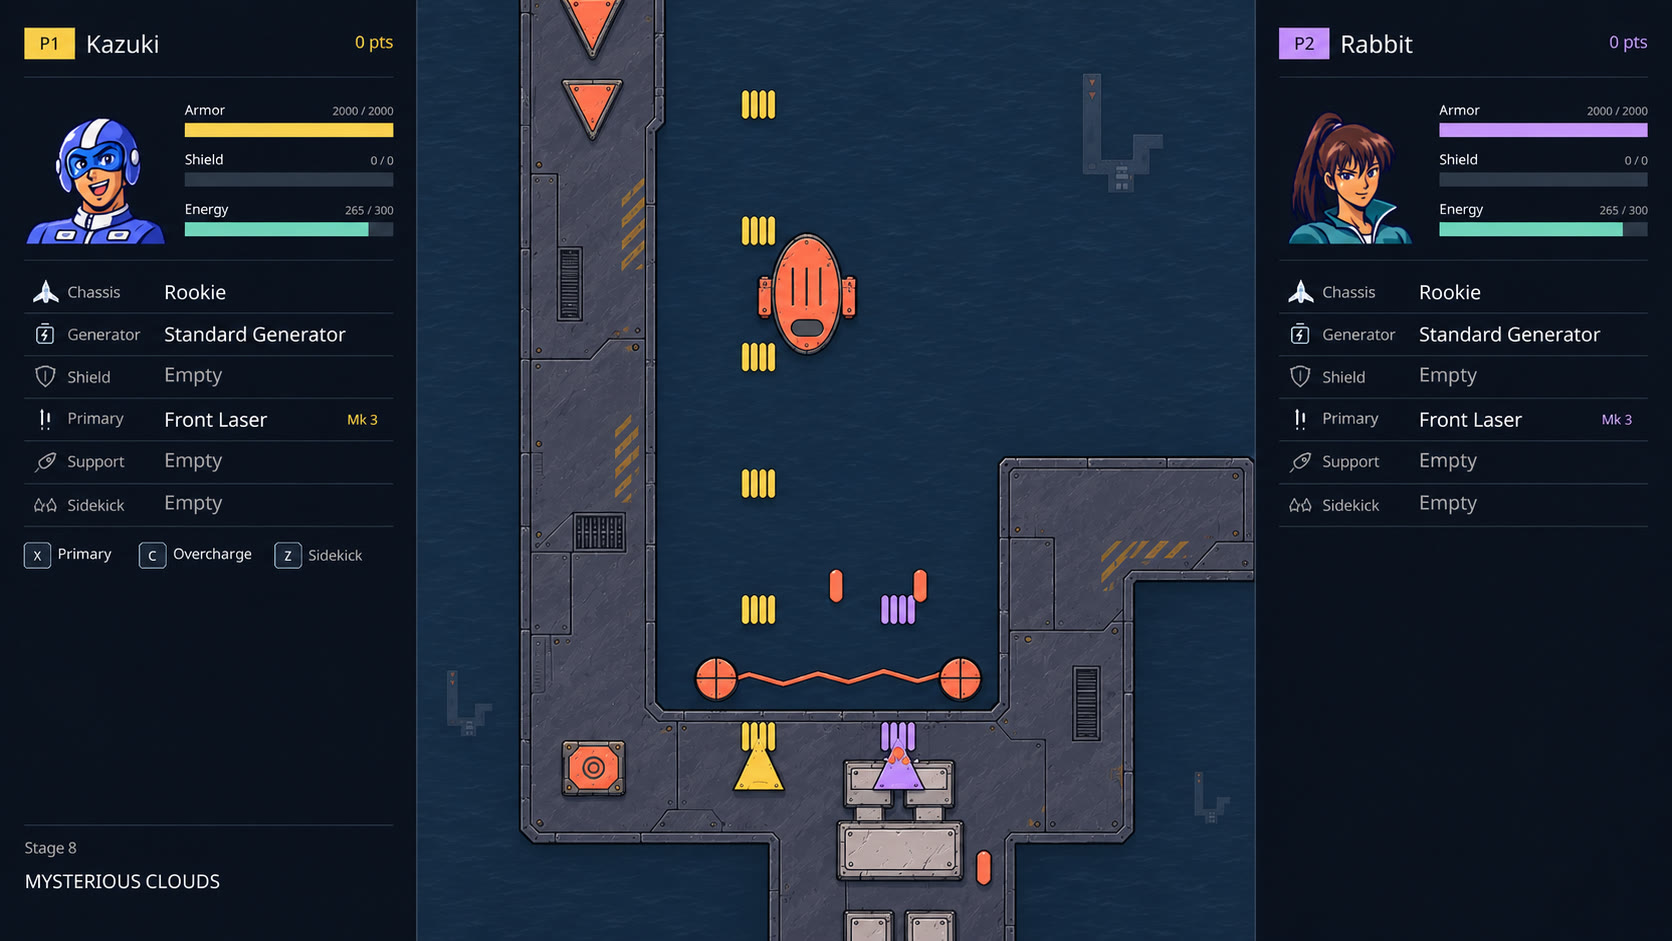 P1 Kazuki 0 pts
Armor 2000 / 2000
Shield 0 / 0
Energy 265 / 300
Chassis Rookie
Generator Standard Generator
Shield Empty
Primary Front Laser Mk 3
Support Empty
Sidekick Empty
X Primary C Overcharge Z Sidekick
Stage 8
MYSTERIOUS CLOUDS
P2 Rabbit 0 pts
Armor 2000 / 2000
Shield 0 / 0
Energy 265 / 300
Chassis Rookie
Generator Standard Generator
Shield Empty
Primary Front Laser Mk 3
Support Empty
Sidekick Empty